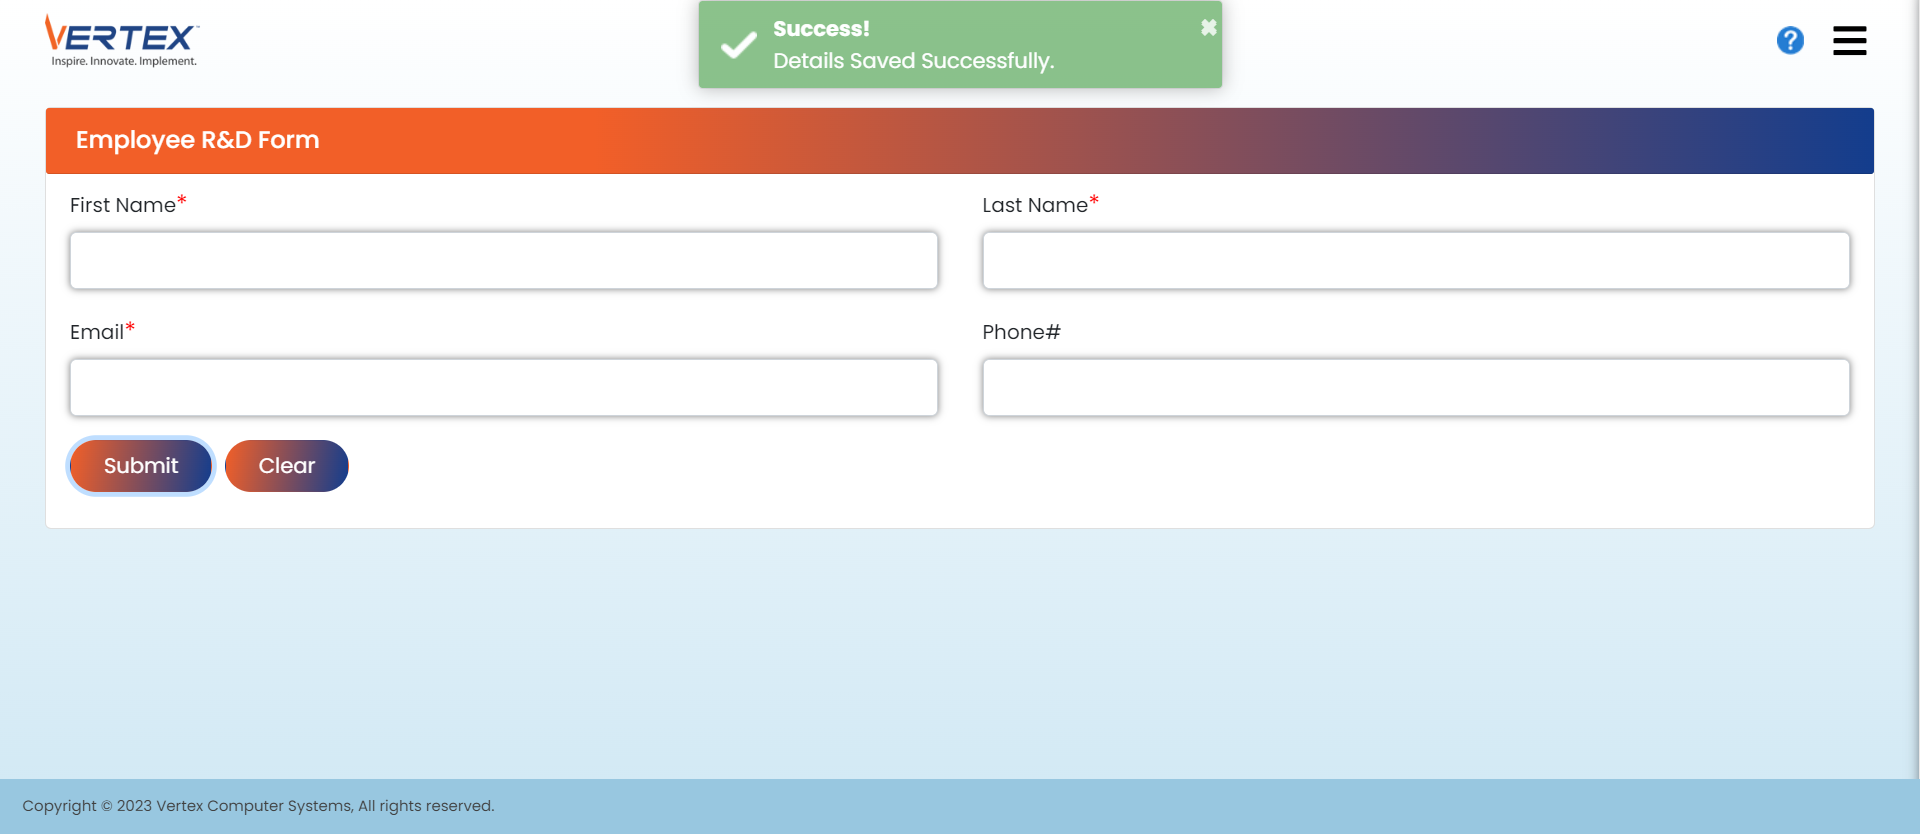 VERTEX™
Inspire. Innovate. Implement.
Success!
Details Saved Successfully.
Employee R&D Form
First Name*
Last Name*
Email*
Phone#
Submit
Clear
Copyright © 2023 Vertex Computer Systems, All rights reserved.